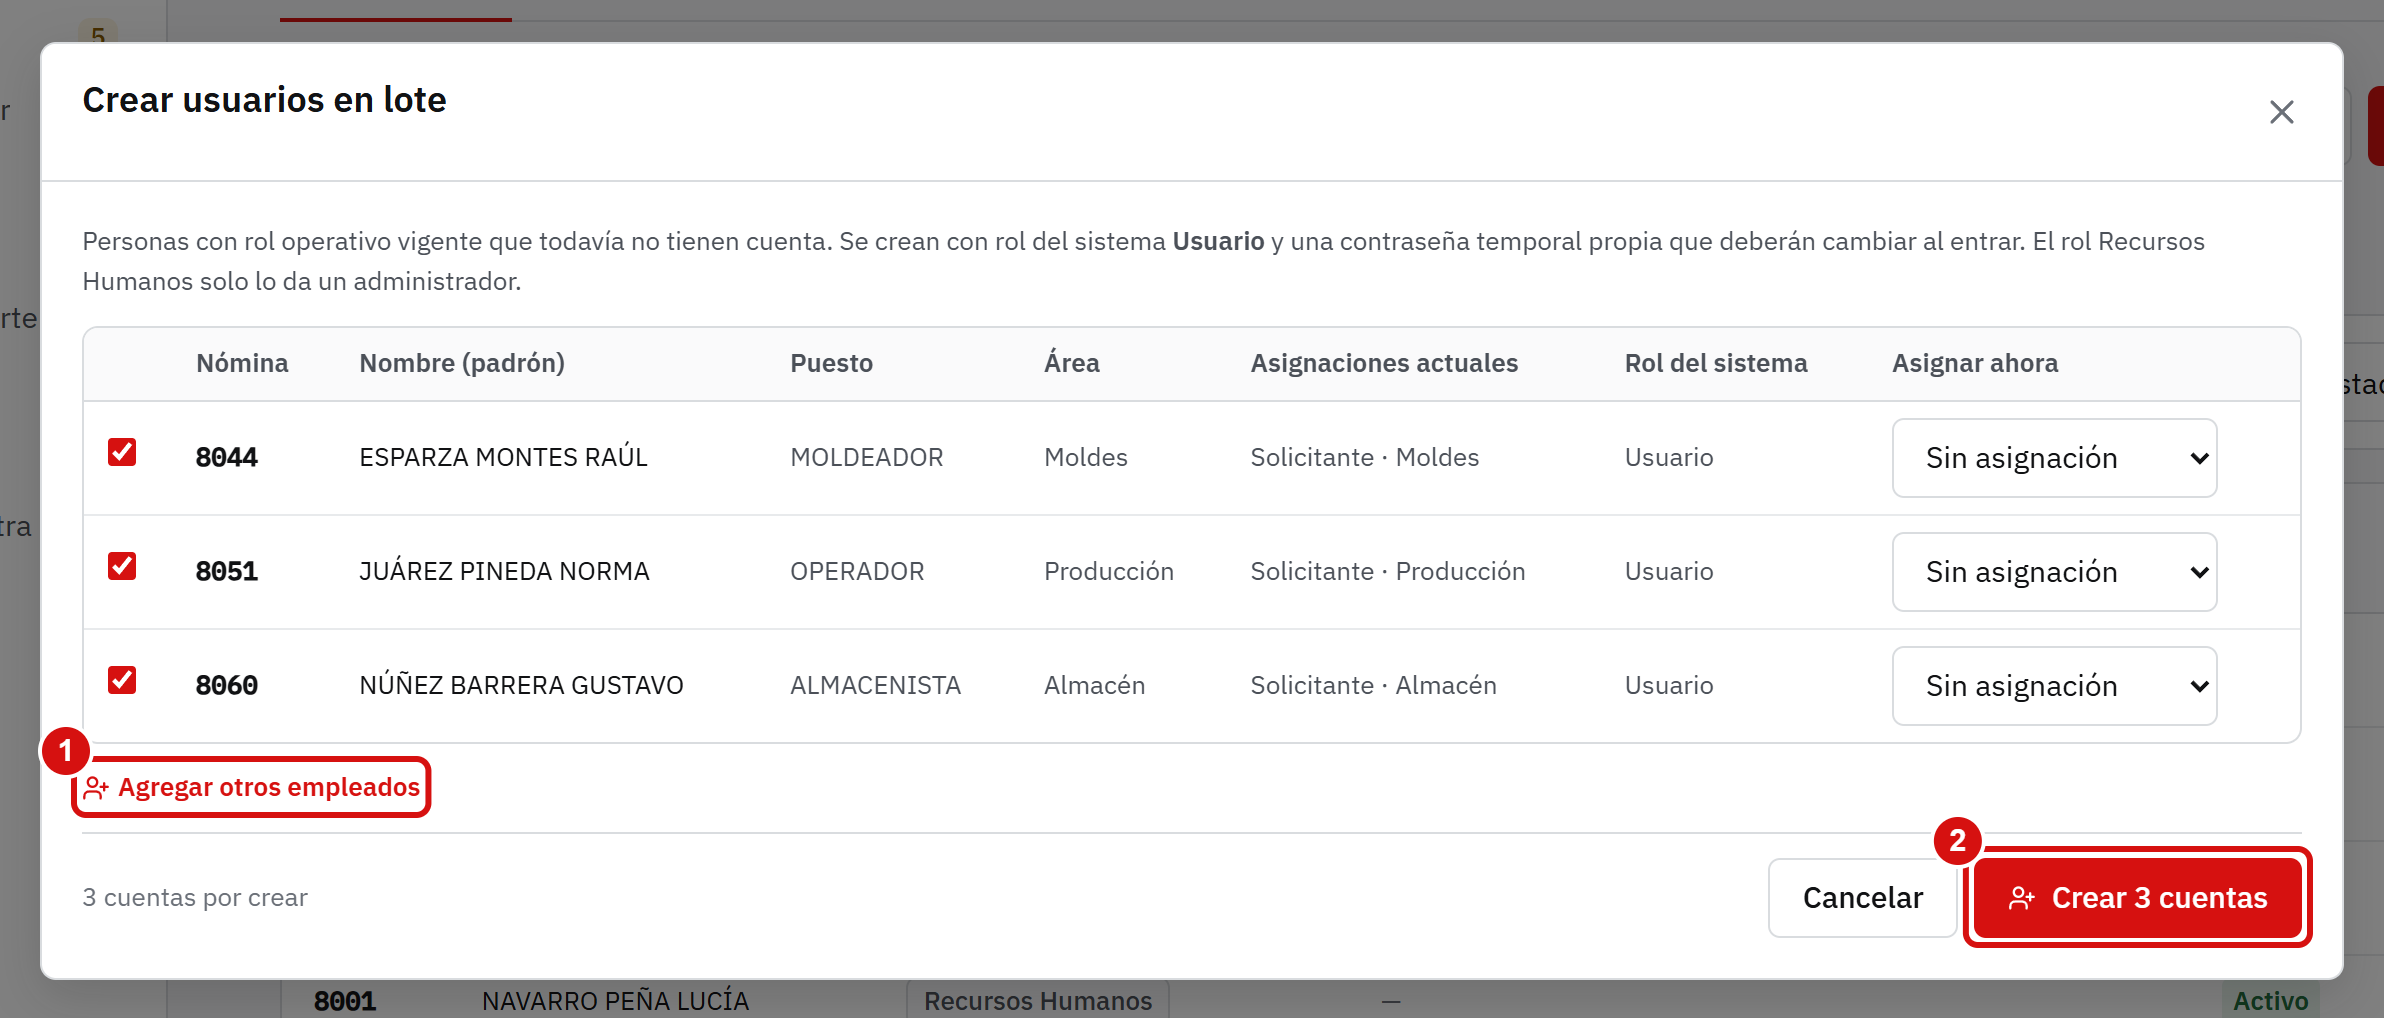 5
r
Crear usuarios en lote
Personas con rol operativo vigente que todavía no tienen cuenta. Se crean con rol del sistema Usuario y una contraseña temporal propia que deberán cambiar al entrar. El rol Recursos
Humanos solo lo da un administrador.
rte
Nómina Nombre (padrón) Puesto Área Asignaciones actuales Rol del sistema Asignar ahora
stac
8044 ESPARZA MONTES RAÚL MOLDEADOR Moldes Solicitante · Moldes Usuario Sin asignación
tra
8051 JUÁREZ PINEDA NORMA OPERADOR Producción Solicitante · Producción Usuario Sin asignación
8060 NÚÑEZ BARRERA GUSTAVO ALMACENISTA Almacén Solicitante · Almacén Usuario Sin asignación
1
Agregar otros empleados
2
3 cuentas por crear Cancelar Crear 3 cuentas
8001 NAVARRO PEÑA LUCÍA Recursos Humanos — Activo